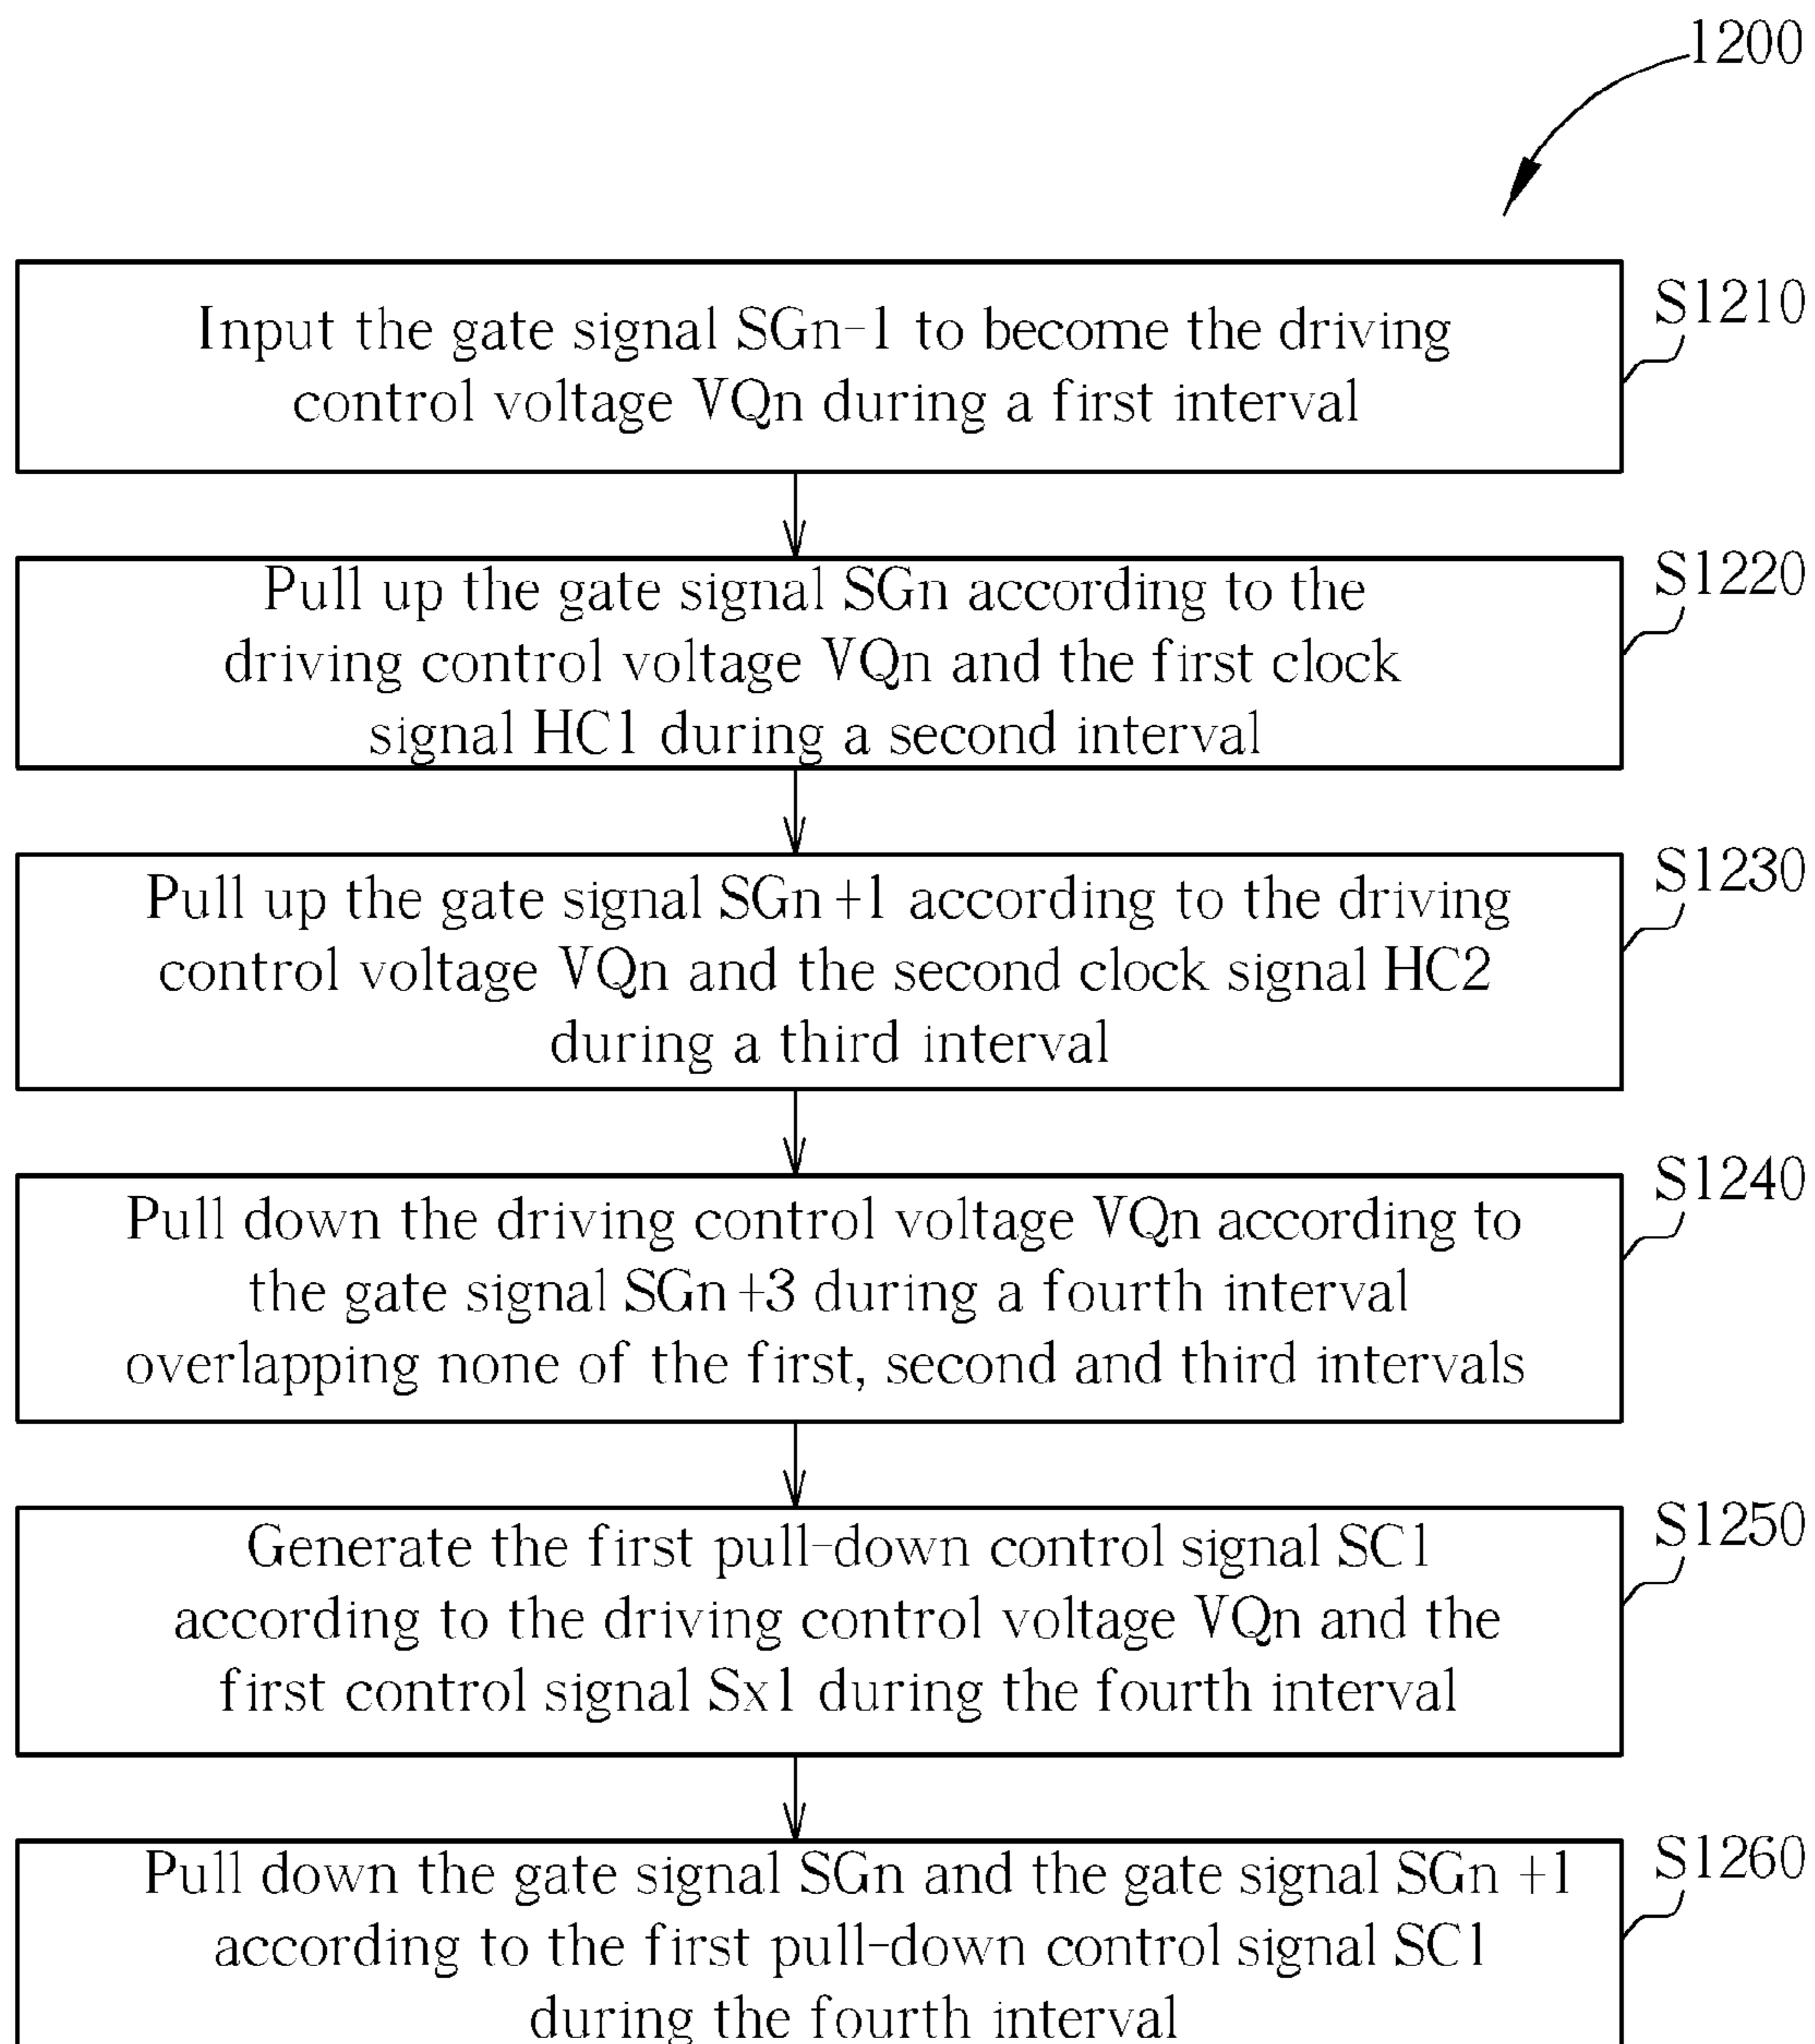 1200
Input the gate signal SGn-1 to become the driving
control voltage VQn during a first interval
S1210
Pull up the gate signal SGn according to the
driving control voltage VQn and the first clock
signal HC1 during a second interval
S1220
Pull up the gate signal SGn+1 according to the driving
control voltage VQn and the second clock signal HC2
during a third interval
S1230
Pull down the driving control voltage VQn according to
the gate signal SGn+3 during a fourth interval
overlapping none of the first, second and third intervals
S1240
Generate the first pull-down control signal SC1
according to the driving control voltage VQn and the
first control signal Sx1 during the fourth interval
S1250
Pull down the gate signal SGn and the gate signal SGn +1
according to the first pull-down control signal SC1
during the fourth interval
S1260